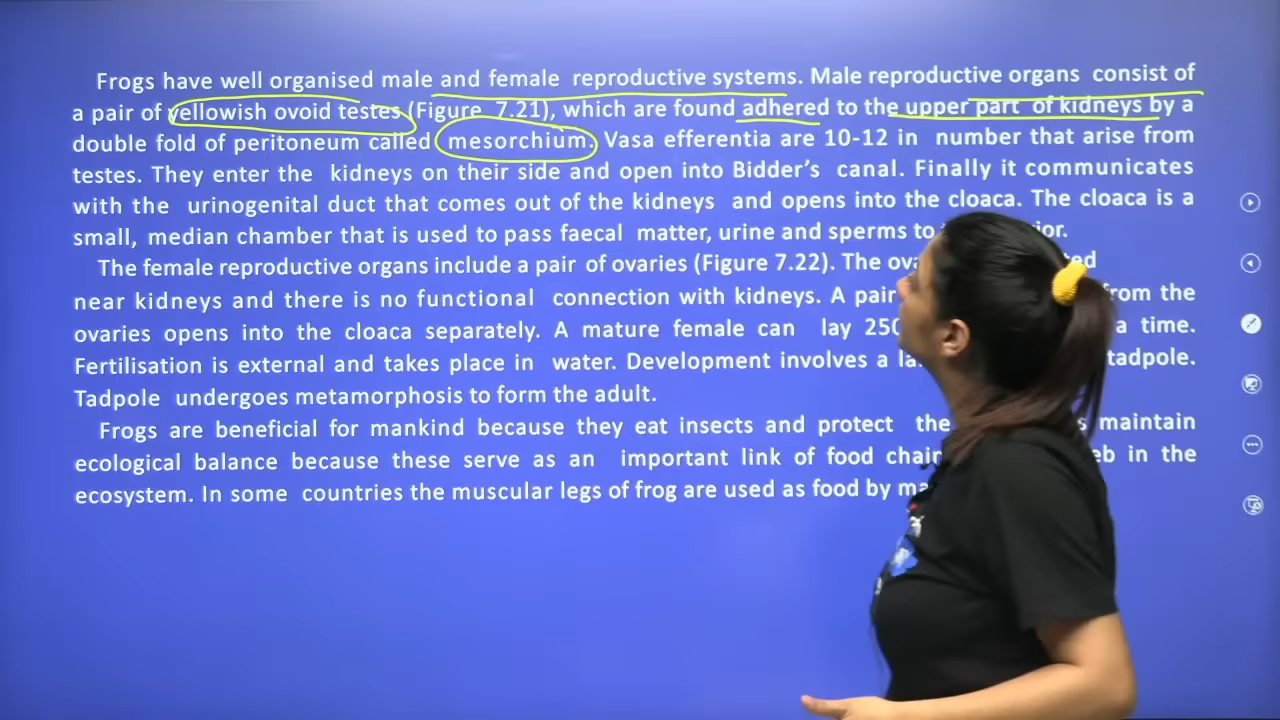 Frogs have well organised male and female reproductive systems. Male reproductive organs consist of
a pair of yellowish ovoid testes (Figure 7.21), which are found adhered to the upper part of kidneys by a
double fold of peritoneum called mesorchium. Vasa efferentia are 10-12 in number that arise from
testes. They enter the kidneys on their side and open into Bidder's canal. Finally it communicates
with the urinogenital duct that comes out of the kidneys and opens into the cloaca. The cloaca is a
small, median chamber that is used to pass faecal matter, urine and sperms to
The female reproductive organs include a pair of ovaries (Figure 7.22). The
near kidneys and there is no functional connection with kidneys. A pair from the
ovaries opens into the cloaca separately. A mature female can lay a time.
Fertilisation is external and takes place in water. Development involves a tadpole.
Tadpole undergoes metamorphosis to form the adult.
Frogs are beneficial for mankind because they eat insects and protect maintain
ecological balance because these serve as an important link of food in the
ecosystem. In some countries the muscular legs of frog are used as food by